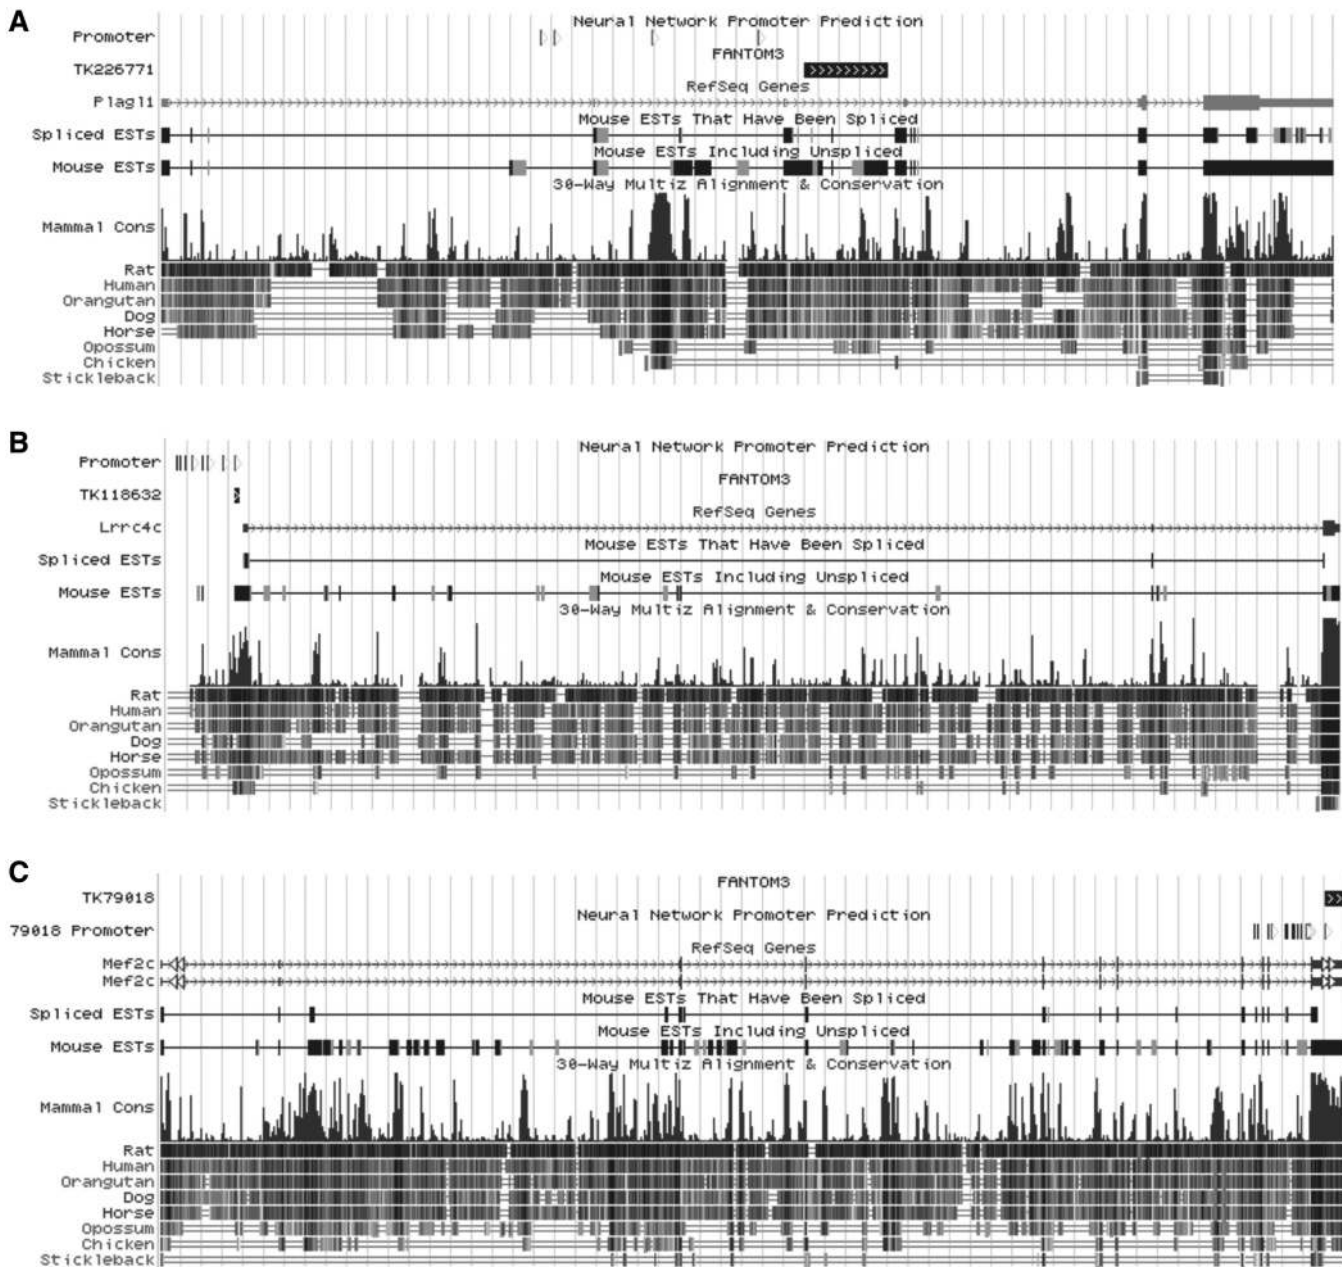 A
Neural Network Promoter Prediction
Promoter
FANTOM3
TK226771
RefSeq Genes
Plagl1
Mouse ESTs That Have Been Spliced
Spliced ESTs
Mouse ESTs Including Unspliced
Mouse ESTs
30-Way Multiz Alignment & Conservation
Mammal Cons
Rat
Human
Orangutan
Dog
Horse
Opossum
Chicken
Stickleback
B
Neural Network Promoter Prediction
Promoter
FANTOM3
TK118632
RefSeq Genes
Lrrc4c
Mouse ESTs That Have Been Spliced
Spliced ESTs
Mouse ESTs Including Unspliced
Mouse ESTs
30-Way Multiz Alignment & Conservation
Mammal Cons
Rat
Human
Orangutan
Dog
Horse
Opossum
Chicken
Stickleback
C
FANTOM3
TK79018
Neural Network Promoter Prediction
79018 Promoter
RefSeq Genes
Mef2c
Mef2c
Mouse ESTs That Have Been Spliced
Spliced ESTs
Mouse ESTs Including Unspliced
Mouse ESTs
30-Way Multiz Alignment & Conservation
Mammal Cons
Rat
Human
Orangutan
Dog
Horse
Opossum
Chicken
Stickleback